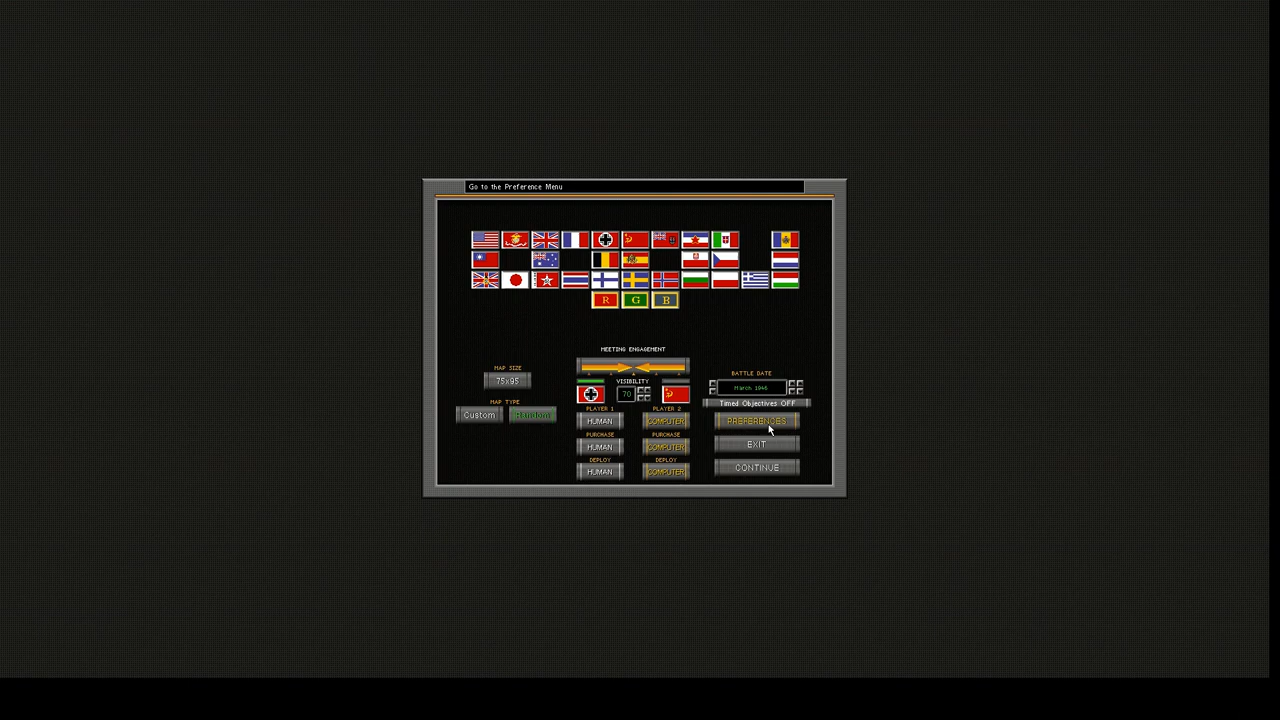 Go to the Preference Menu
R G B
MEETING ENGAGEMENT
MAP SIZE
75x95
MAP TYPE
Custom Random
VISIBILITY
70
PLAYER 1 PLAYER 2
HUMAN COMPUTER
PURCHASE PURCHASE
HUMAN COMPUTER
DEPLOY DEPLOY
HUMAN COMPUTER
BATTLE DATE
March 1946
Timed Objectives OFF
PREFERENCES
EXIT
CONTINUE